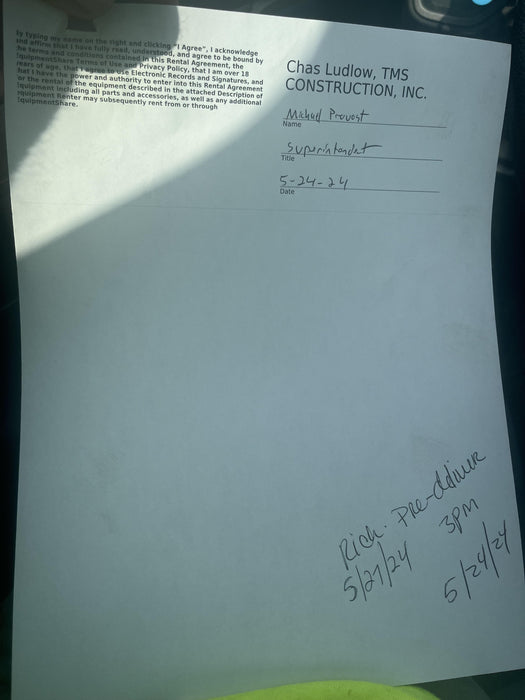 By typing my name on the right and clicking "I Agree", I acknowledge
and affirm that I have fully read, understood, and agree to be bound by
the terms and conditions contained in this Rental Agreement, the
EquipmentShare Terms of Use and Privacy Policy, that I am over 18
years of age, that I agree to use Electronic Records and Signatures, and
that I have the power and authority to enter into this Rental Agreement
for the rental of the equipment described in the attached Description of
Equipment including all parts and accessories, as well as any additional
equipment Renter may subsequently rent from or through
EquipmentShare.
Chas Ludlow, TMS
CONSTRUCTION, INC.
Michael Provost
Name
Superintendat
Title
5-24-24
Date
Rich. Pre-
5/21/24 3PM
5/24/24